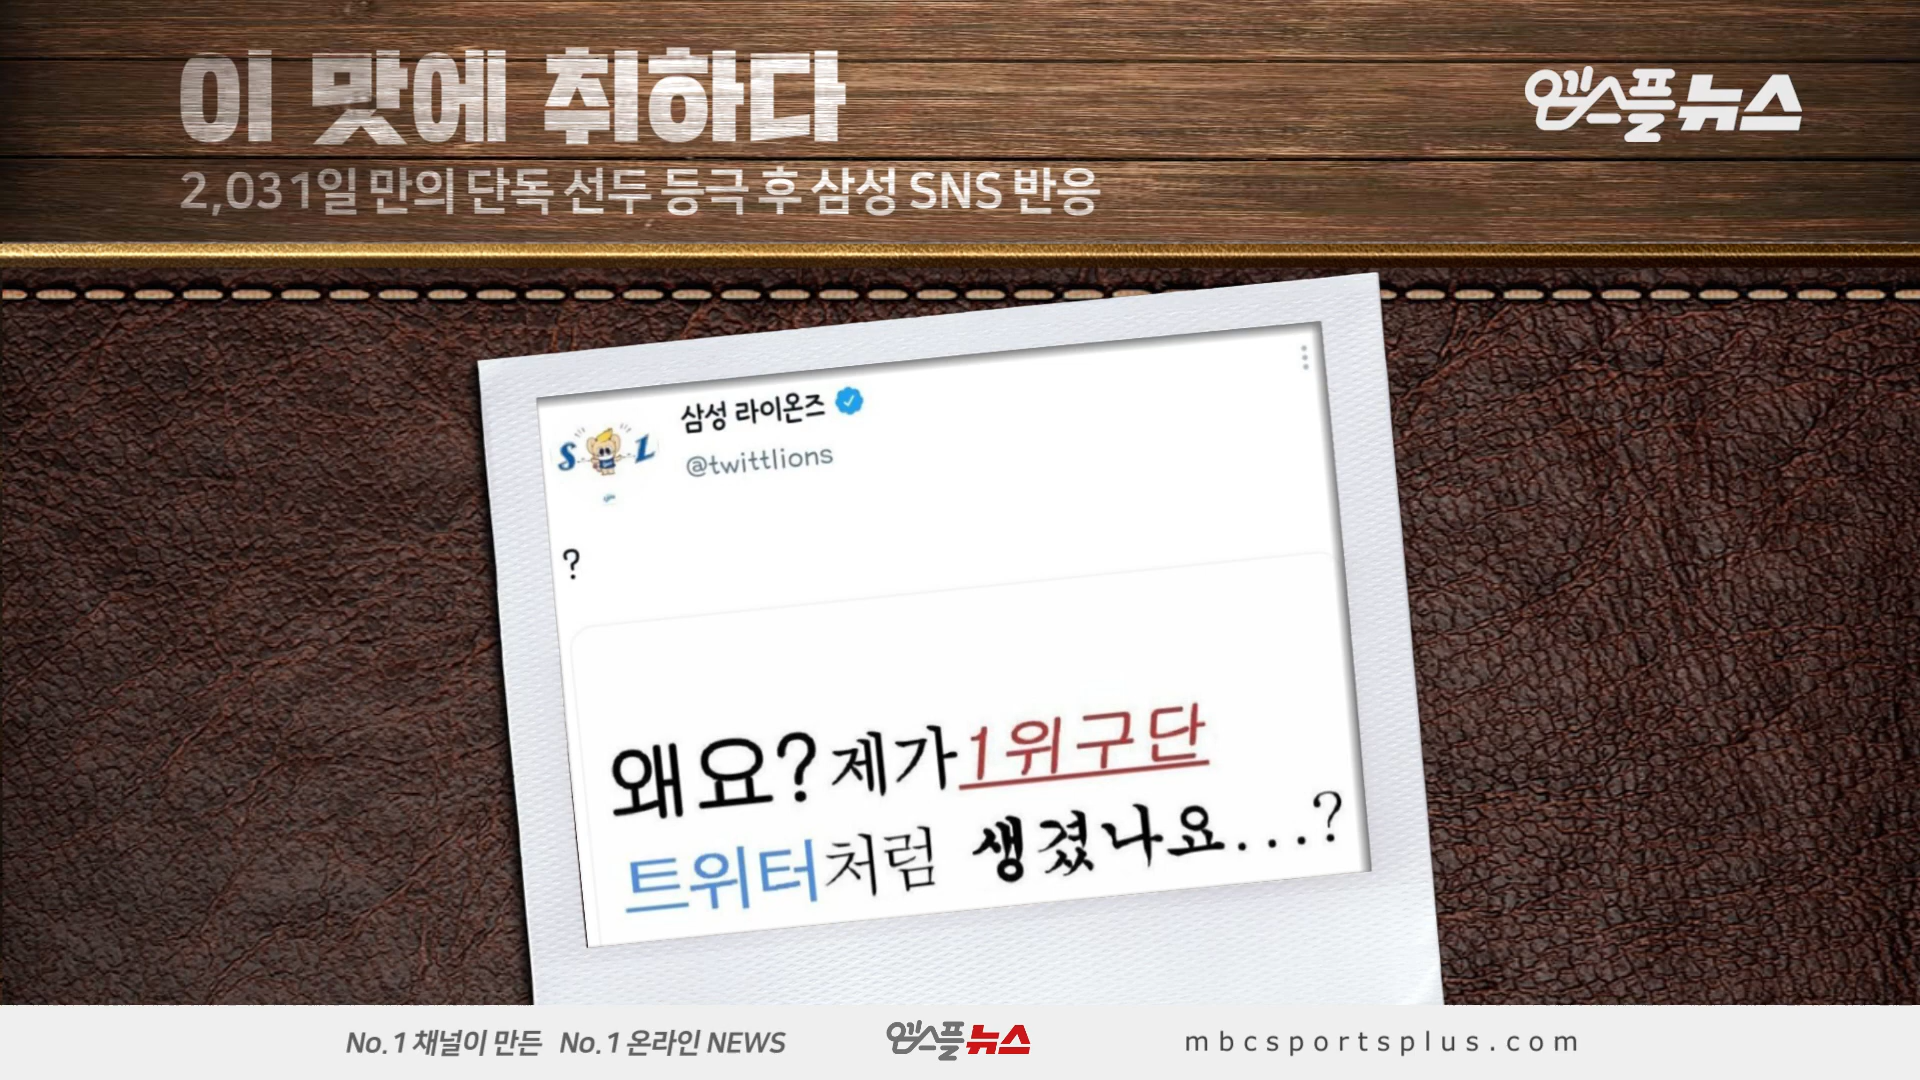 이 맛에 취하다
엠스플뉴스
2,031일 만의 단독 선두 등극 후 삼성 SNS 반응
삼성 라이온즈
@twittlions
S L
?
왜요? 제가 1위구단
트위터처럼 생겼나요...?
No.1 채널이 만든 No.1 온라인 NEWS
엠스플뉴스
mbcsportsplus.com